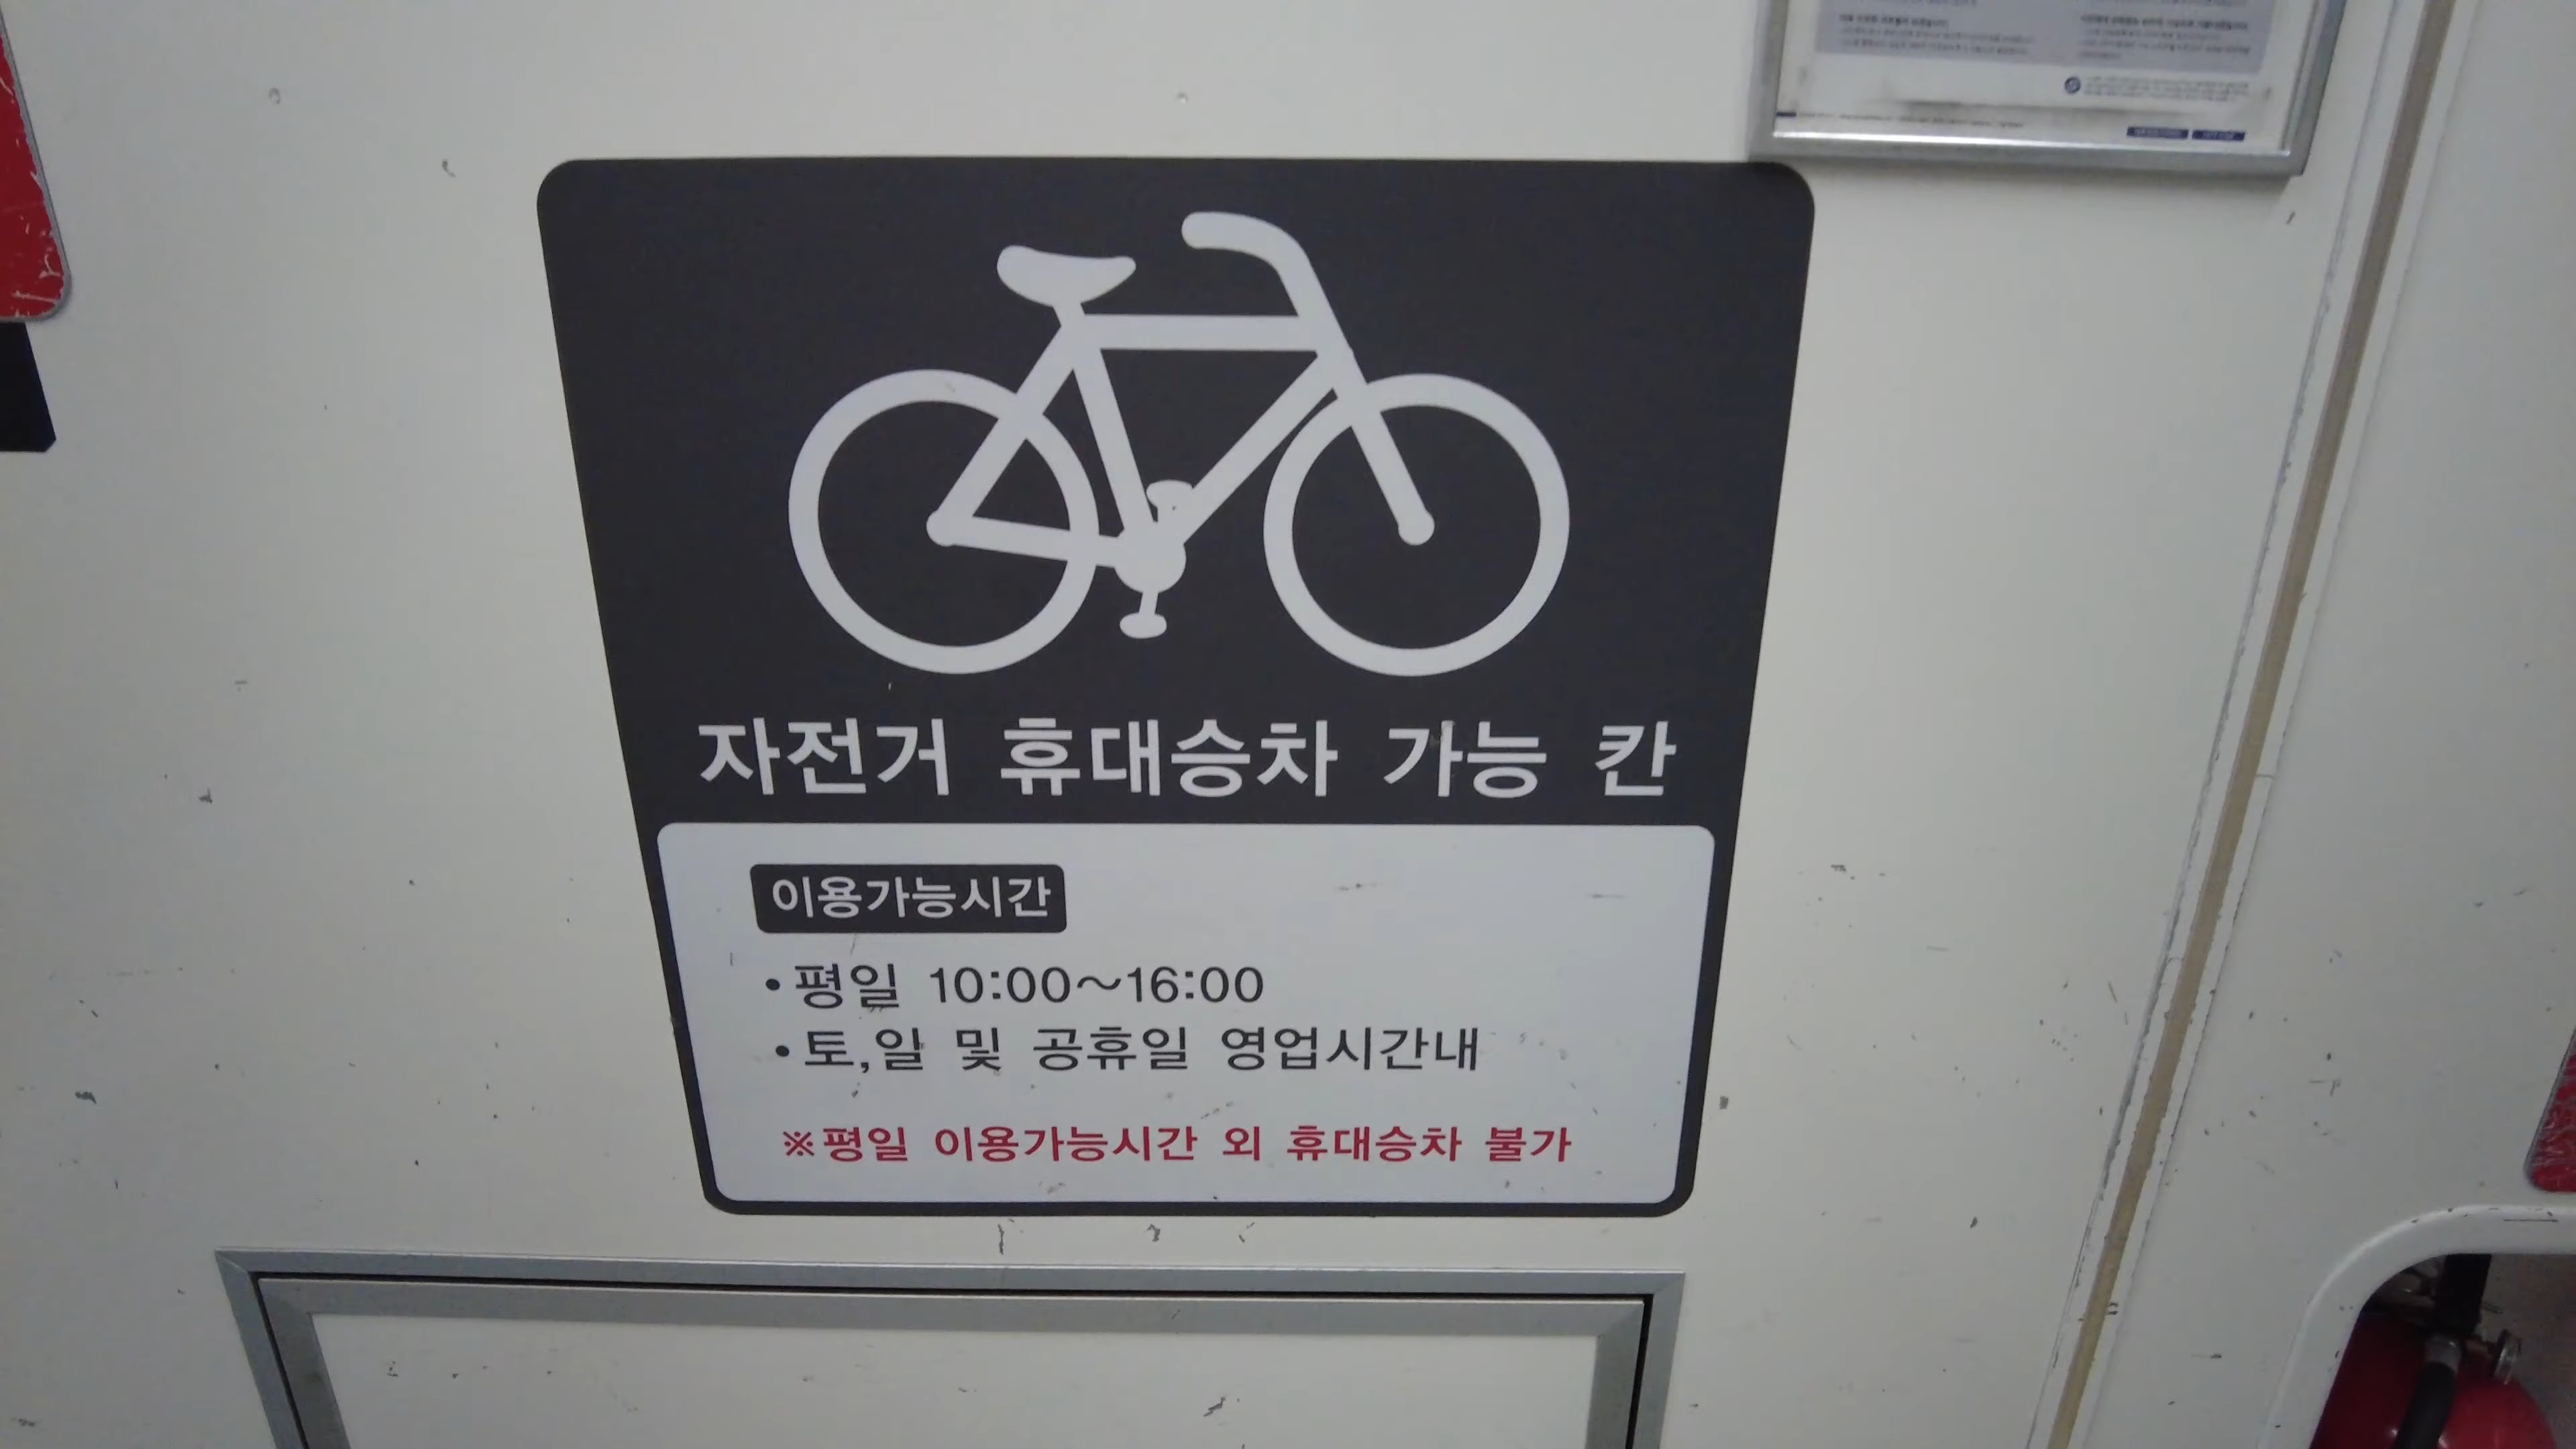 자전거 휴대승차 가능 칸
이용가능시간
• 평일 10:00~16:00
• 토,일 및 공휴일 영업시간내
※평일 이용가능시간 외 휴대승차 불가